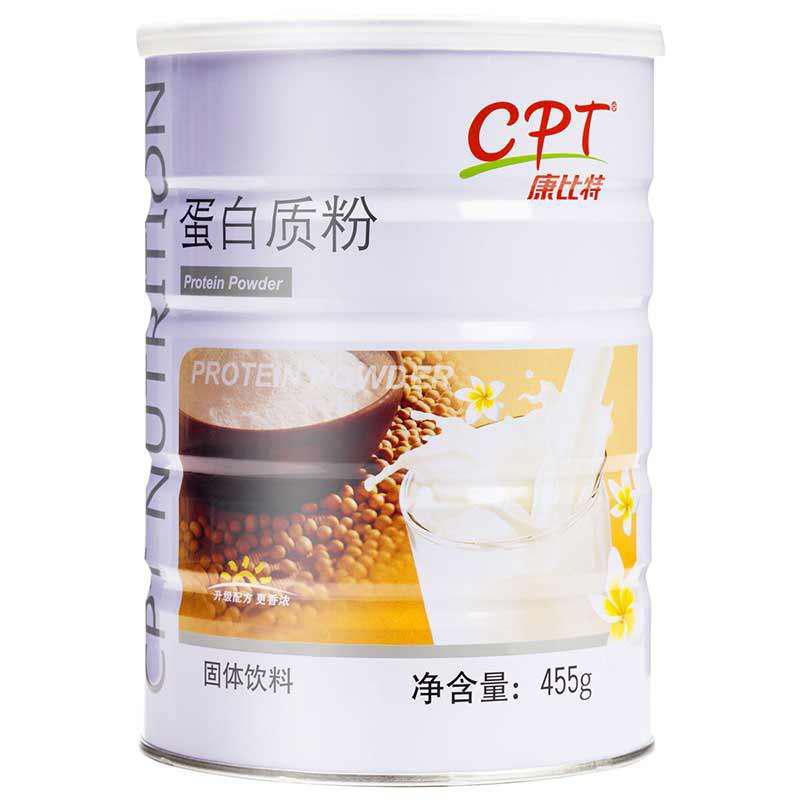 CPT®
康比特
蛋白质粉
Protein Powder
CPT NUTRITION
PROTEIN POWDER
升级配方 更香浓
固体饮料
净含量：455g